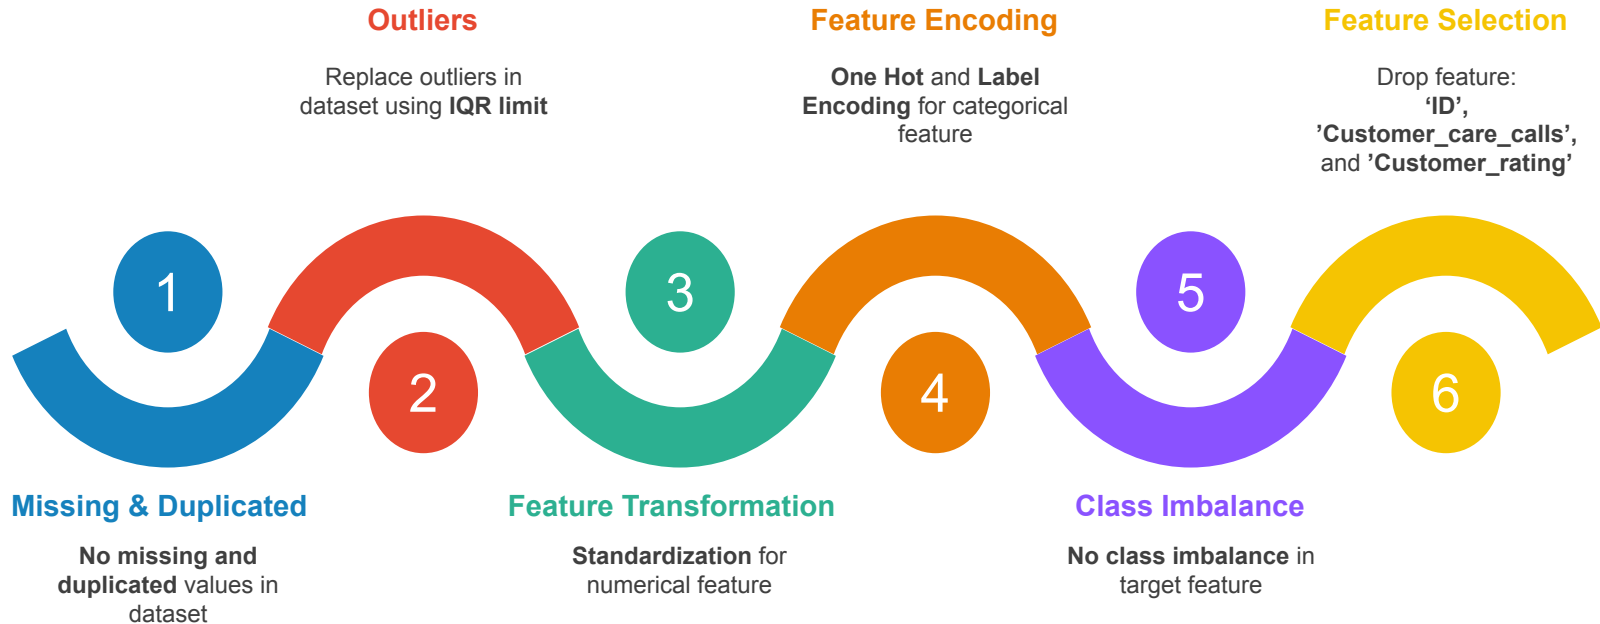 Outliers
Replace outliers in
dataset using IQR limit
Feature Encoding
One Hot and Label
Encoding for categorical
feature
Feature Selection
Drop feature:
‘ID’,
’Customer_care_calls’,
and ’Customer_rating’
1
2
3
4
5
6
Missing & Duplicated
No missing and
duplicated values in
dataset
Feature Transformation
Standardization for
numerical feature
Class Imbalance
No class imbalance in
target feature